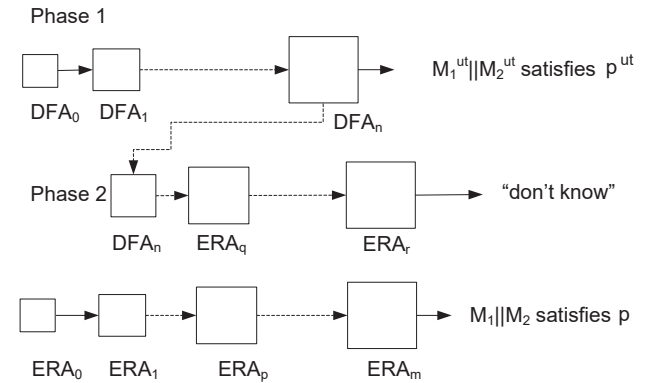 Phase 1
M₁ᵘᵗ||M₂ᵘᵗ satisfies pᵘᵗ
DFA₀ DFA₁ DFAₙ
Phase 2
"don't know"
DFAₙ ERA_q ERAᵣ
M₁||M₂ satisfies p
ERA₀ ERA₁ ERAₚ ERAₘ